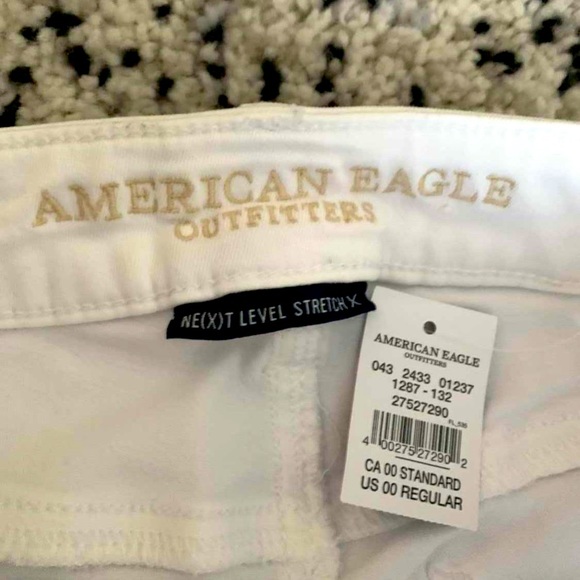 AMERICAN EAGLE
OUTFITTERS
NE(X)T LEVEL STRETCH X
AMERICAN EAGLE
OUTFITTERS
043 2433 01237
1287 - 132
27527290
FL_535
4 00275 27290 2
CA 00 STANDARD
US 00 REGULAR